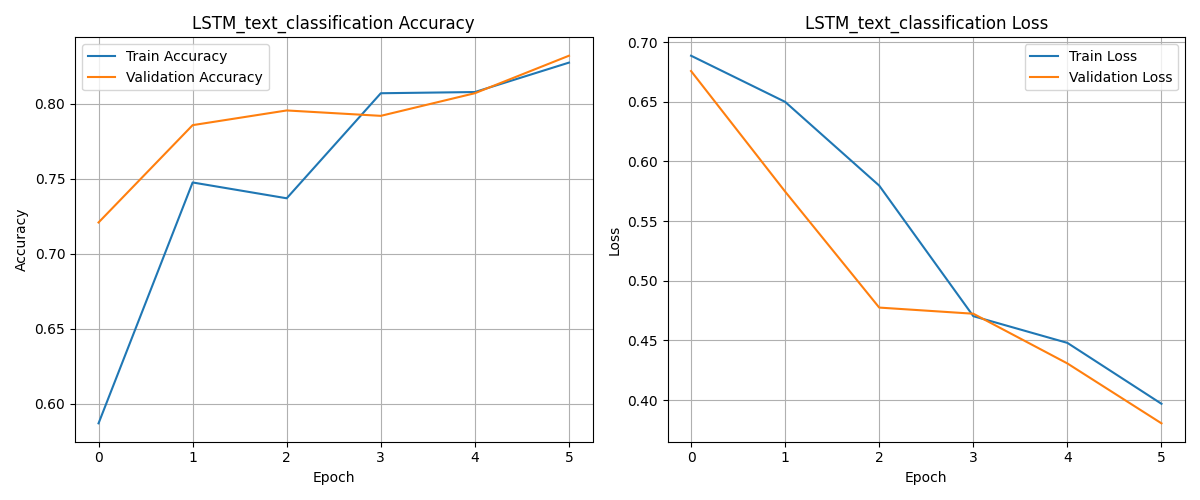 LSTM_text_classification Accuracy
Train Accuracy
Validation Accuracy
0.80
0.75
0.70
0.65
0.60
Accuracy
0 1 2 3 4 5
Epoch
LSTM_text_classification Loss
Train Loss
Validation Loss
0.70
0.65
0.60
0.55
0.50
0.45
0.40
Loss
0 1 2 3 4 5
Epoch